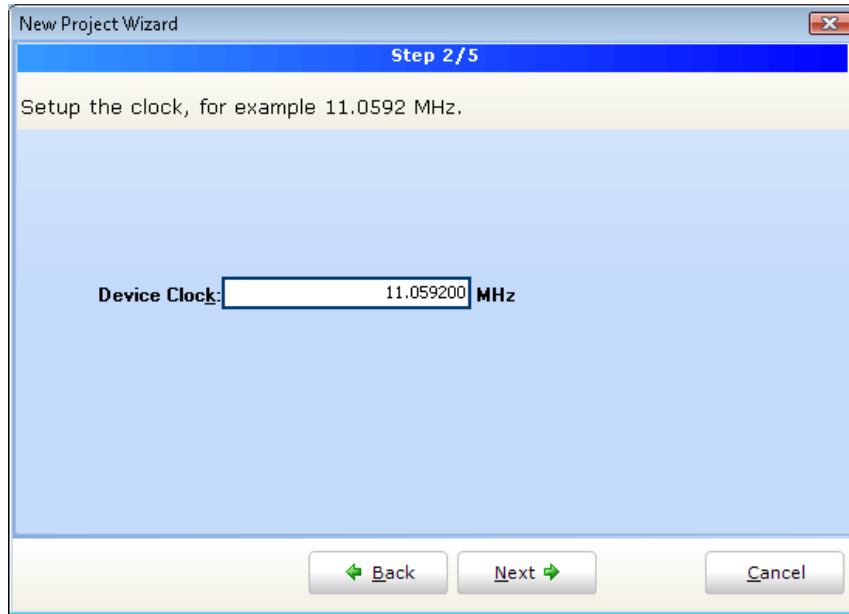 New Project Wizard
Step 2/5
Setup the clock, for example 11.0592 MHz.
Device Clock: 11.059200 MHz
Back Next Cancel